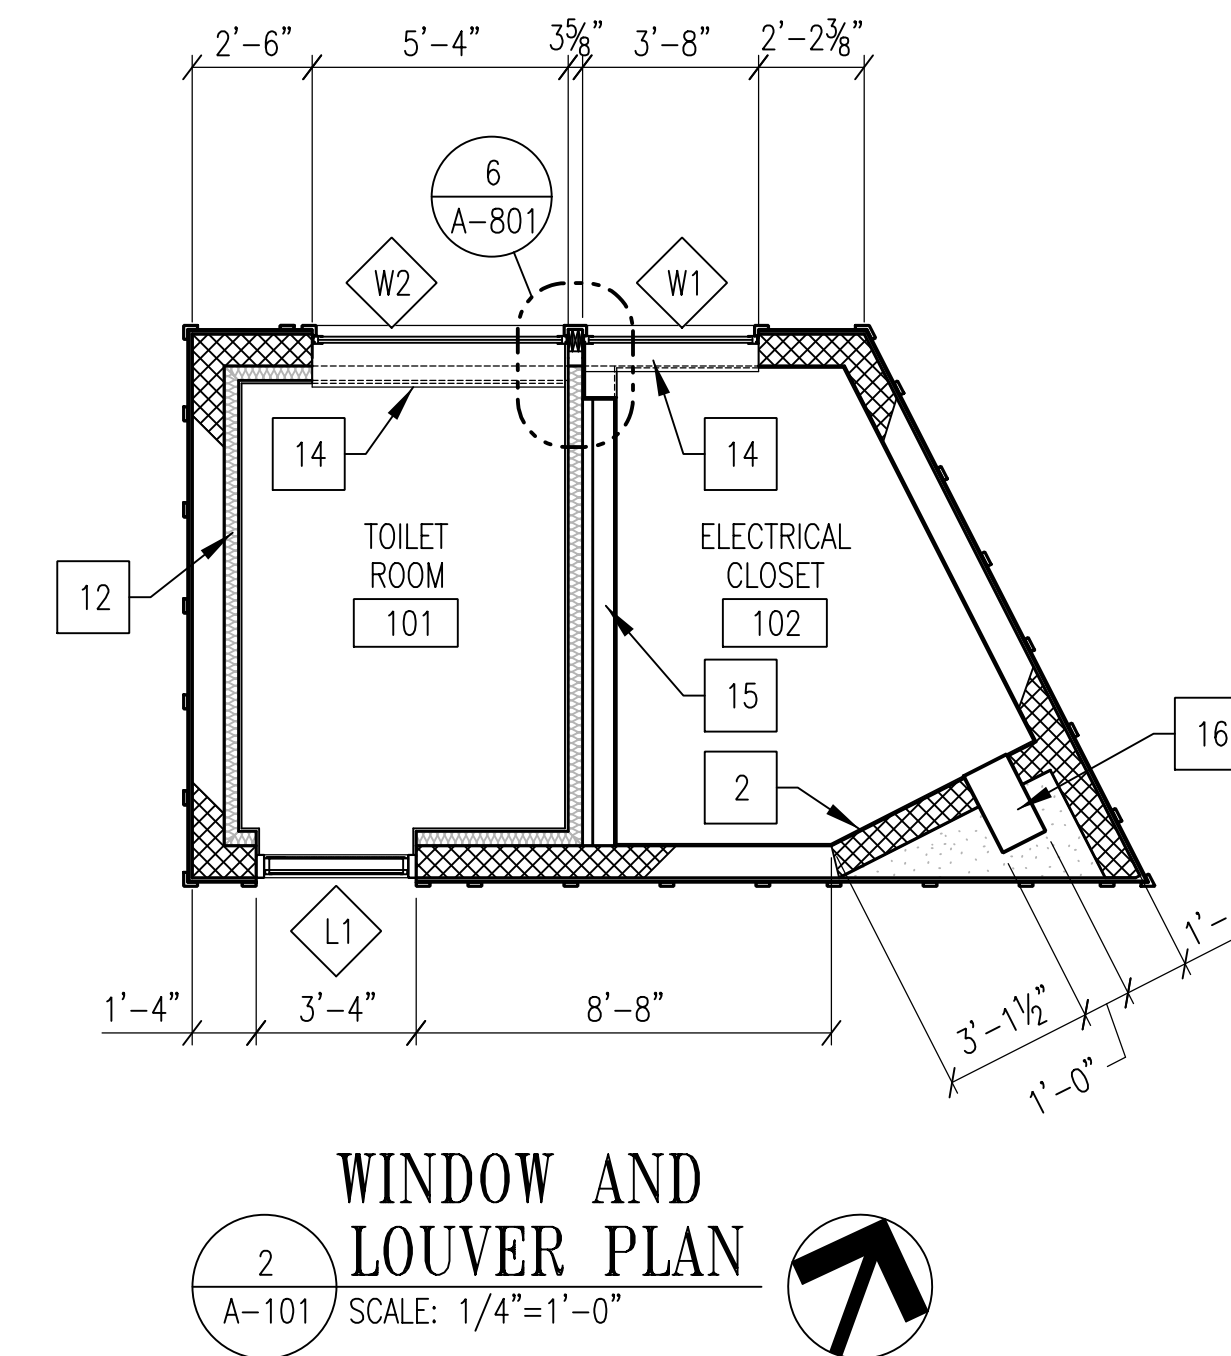 2'-6" 5'-4" 3⅝" 3'-8" 2'-2⅜"
6
A-801
W2 W1
14 14
TOILET
ROOM
101
ELECTRICAL
CLOSET
102
12
15
16
2
L1
1'-4" 3'-4" 8'-8"
3'-1½"
1'-0"
1'-
WINDOW AND
LOUVER PLAN
2
A-101
SCALE: 1/4"=1'-0"